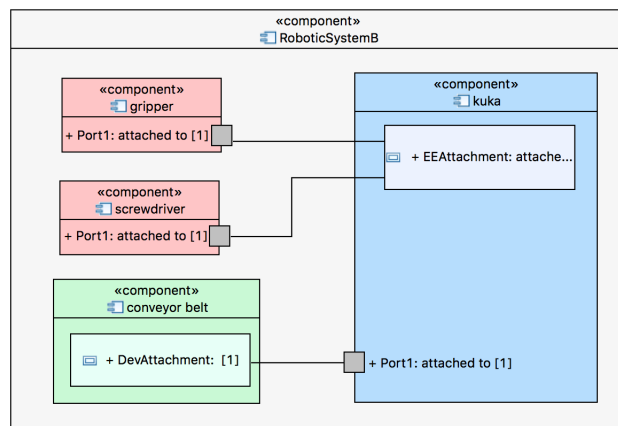 «component»
RoboticSystemB
«component»
gripper
+ Port1: attached to [1]
«component»
kuka
+ EEAttachment: attache...
«component»
screwdriver
+ Port1: attached to [1]
«component»
conveyor belt
+ DevAttachment: [1]
+ Port1: attached to [1]